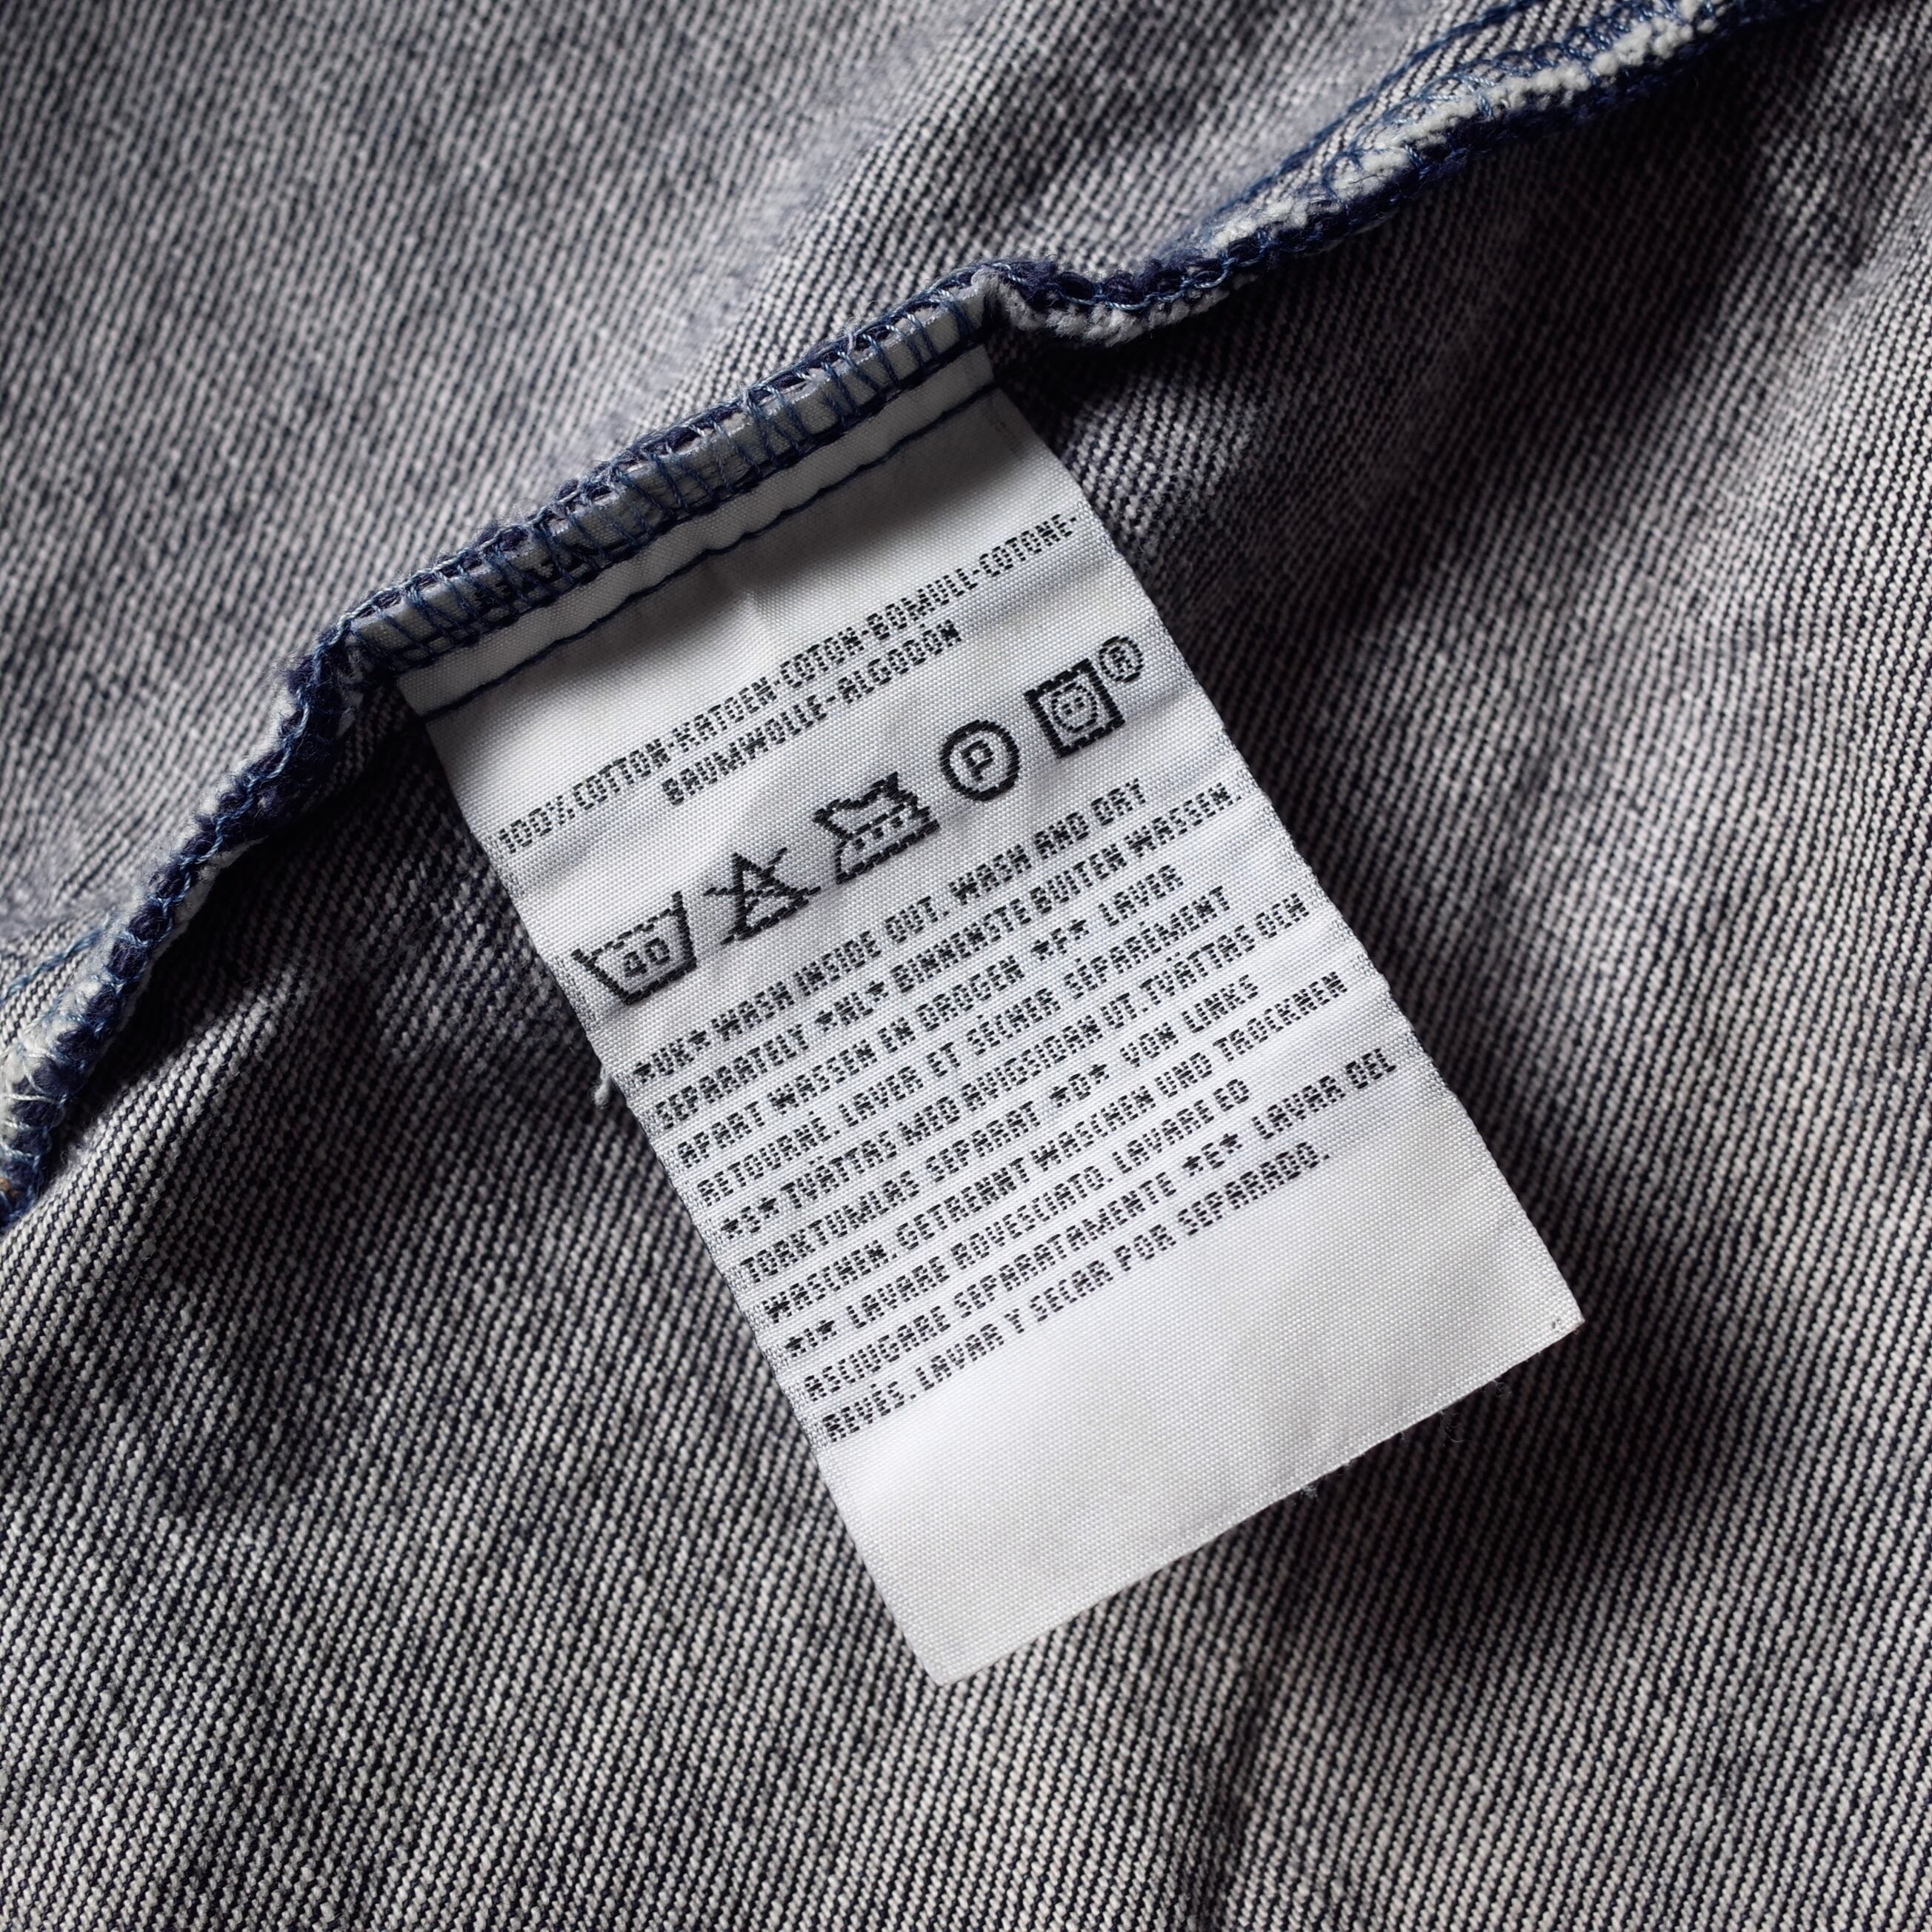 100% COTTON-KATOEN-COTON-BOMULL-COTONE-
BAUMWOLLE-ALGODON
40 P ®
*UK* WASH INSIDE OUT. WASH AND DRY
SEPARATELY *NL* BINNENSTE BUITEN WASSEN.
APART WASSEN EN DROGEN *F* LAVER
RETOURNÉ. LAVER ET SECHER SÉPARÉMENT
*S* TVÄTTAS MED AVIGSIDAN UT. TVÄTTAS OCH
TORKTUMLAS SEPARAT *D* VON LINKS
WASCHEN. GETRENNT WASCHEN UND TROCKNEN
*I* LAVARE ROVESCIATO. LAVARE ED
ASCIUGARE SEPARATAMENTE *E* LAVAR DEL
REVÉS. LAVAR Y SECAR POR SEPARADO.